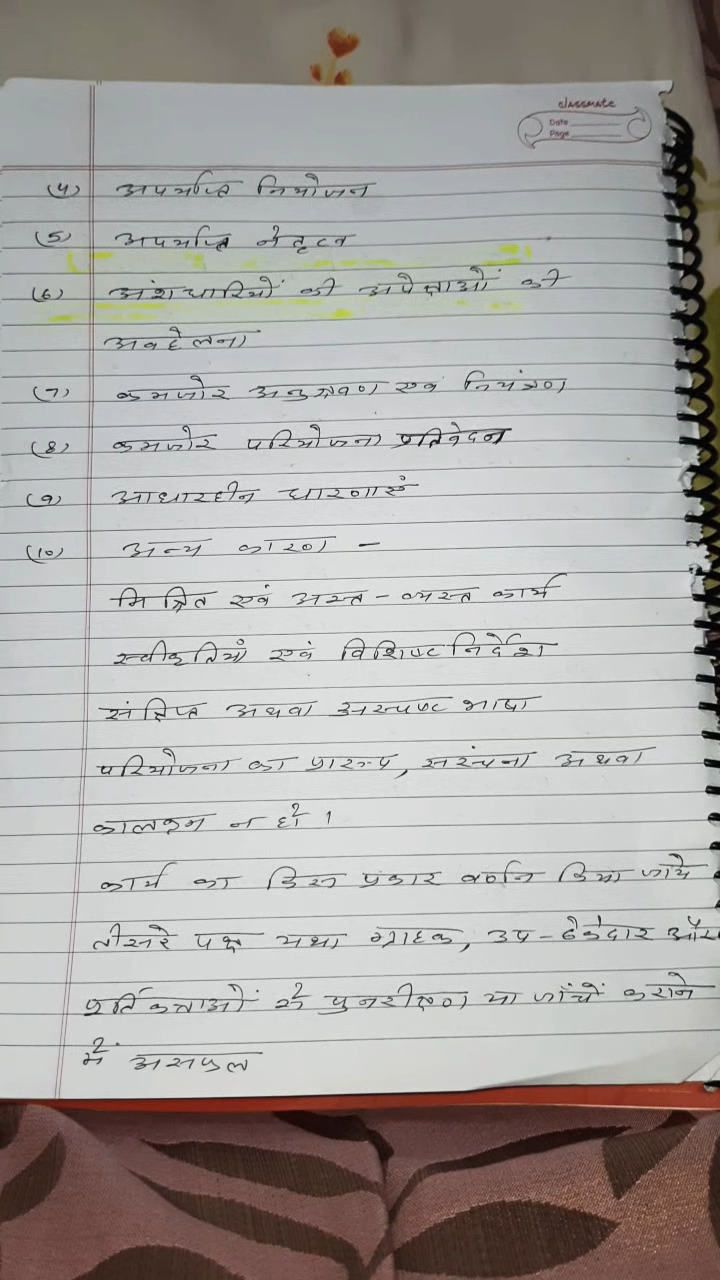 classmate
Date
Page
(4) अपर्याप्त नियोजन
(5) अपर्याप्त नेतृत्व
(6) अंशधारियों की अपेक्षाओं की
अवहेलना
(7) कमजोर अनुश्रवण एवं नियंत्रण
(8) कमजोर परियोजना प्रतिवेदन
(9) आधारहीन धारणाएं
(10) अन्य कारण -
मिश्रित एवं अस्त-व्यस्त कार्य
स्वीकृतियाँ एवं विशिष्ट निर्देश
संक्षिप्त अथवा अस्पष्ट भाषा
परियोजना का प्रारूप, सरंचना अथवा
कालक्रम न हो।
कार्य का किस प्रकार वर्णन किया जाये
तीसरे पक्ष यथा ग्राहक, उप-ठेकेदार और
पूर्तिकर्त्ताओं से पुनरीक्षण या जाँचें कराने
में असफल